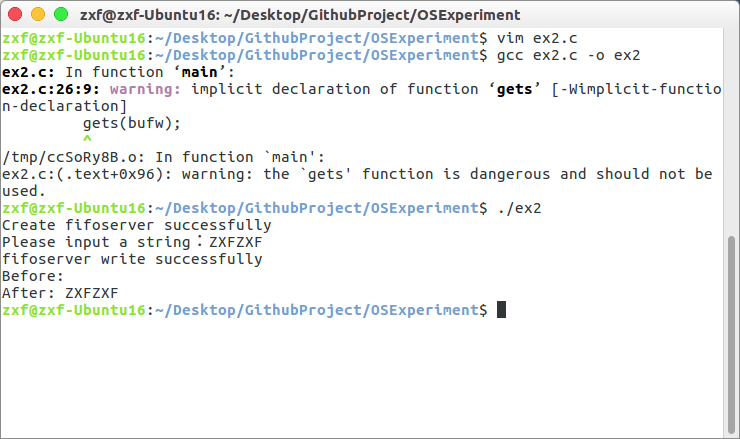 zxf@zxf-Ubuntu16: ~/Desktop/GithubProject/OSExperiment
zxf@zxf-Ubuntu16:~/Desktop/GithubProject/OSExperiment$ vim ex2.c
zxf@zxf-Ubuntu16:~/Desktop/GithubProject/OSExperiment$ gcc ex2.c -o ex2
ex2.c: In function ‘main’:
ex2.c:26:9: warning: implicit declaration of function ‘gets’ [-Wimplicit-functio
n-declaration]
         gets(bufw);
         ^
/tmp/ccSoRy8B.o: In function `main':
ex2.c:(.text+0x96): warning: the `gets' function is dangerous and should not be
used.
zxf@zxf-Ubuntu16:~/Desktop/GithubProject/OSExperiment$ ./ex2
Create fifoserver successfully
Please input a string：ZXFZXF
fifoserver write successfully
Before:
After: ZXFZXF
zxf@zxf-Ubuntu16:~/Desktop/GithubProject/OSExperiment$